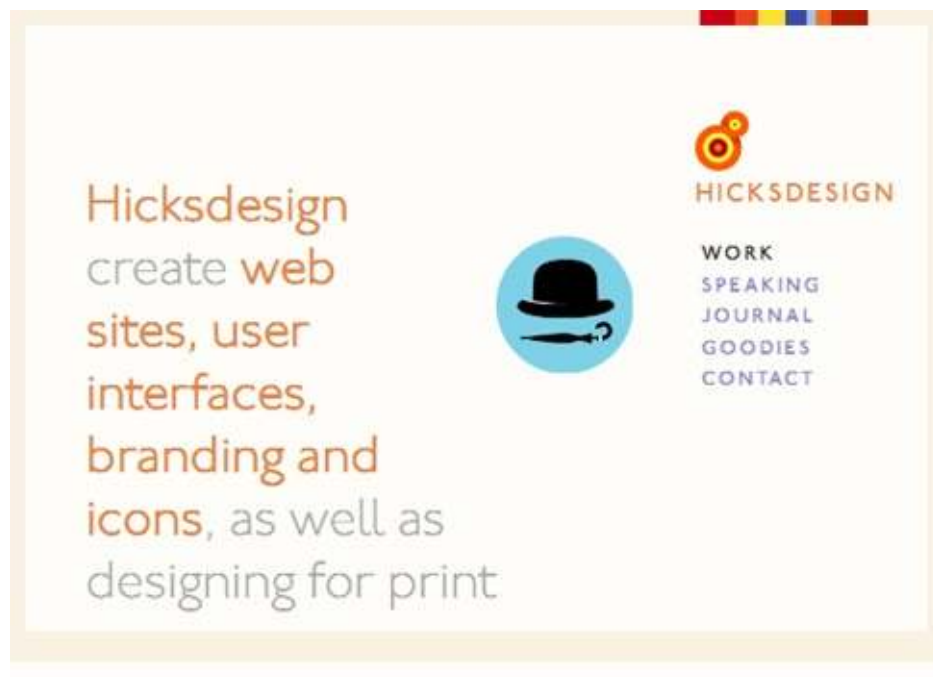 Hicksdesign
create web
sites, user
interfaces,
branding and
icons, as well as
designing for print
HICKSDESIGN
WORK
SPEAKING
JOURNAL
GOODIES
CONTACT